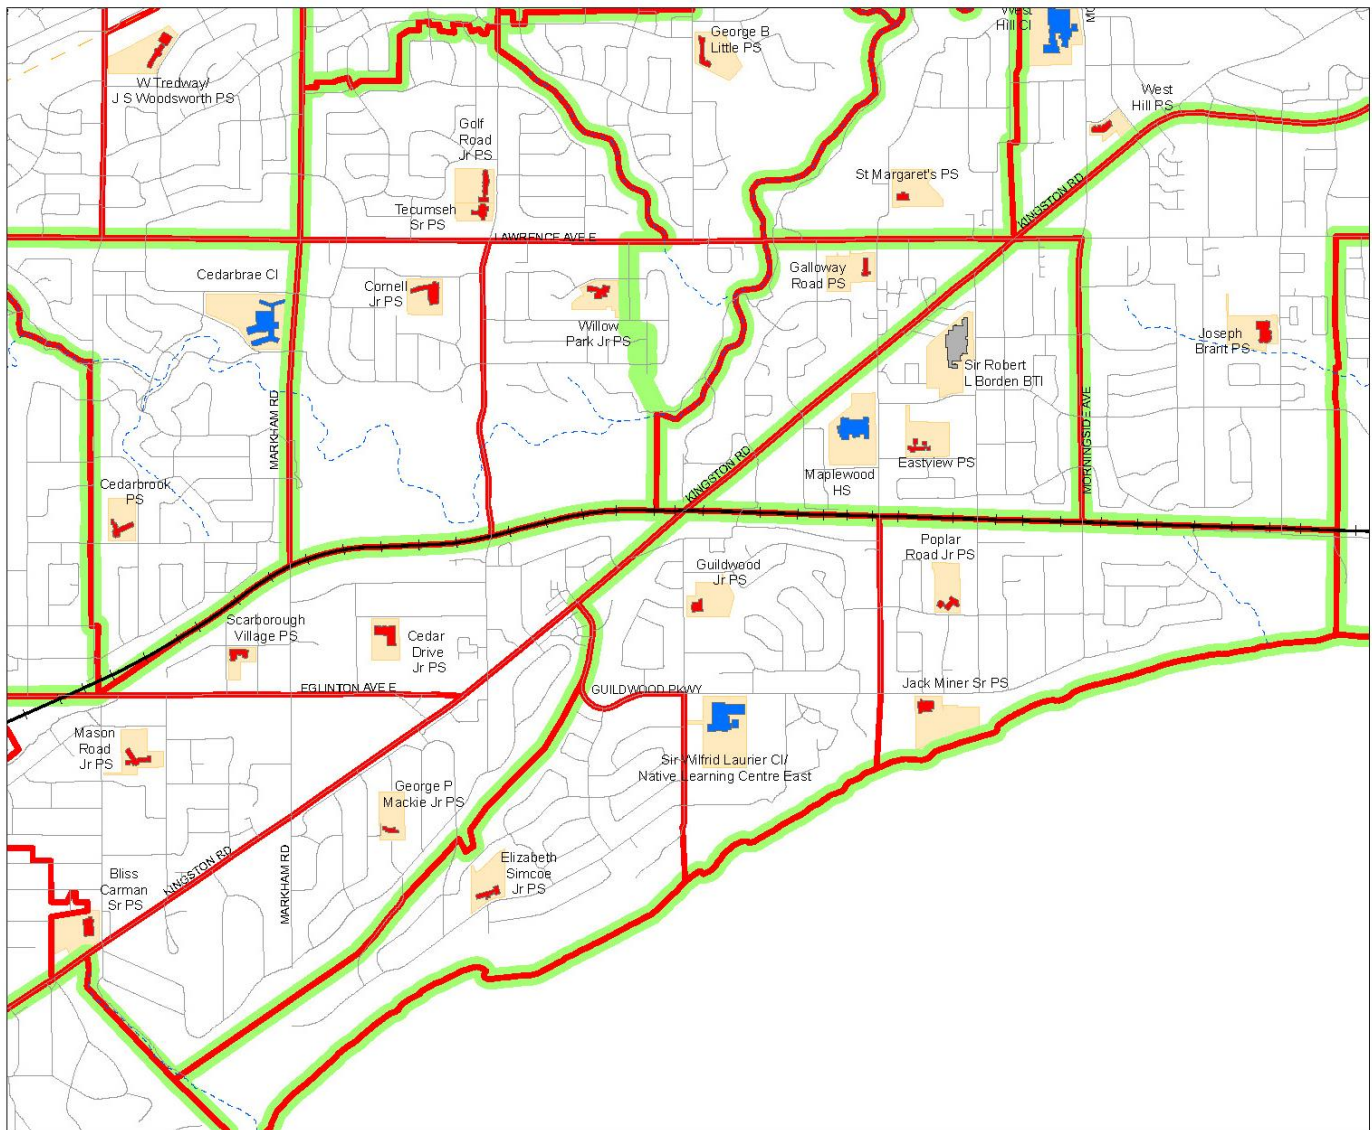 West
Hill CI
MO
George B
Little PS
W Tredway/
J S Woodsworth PS
West
Hill PS
Golf
Road
Jr PS
St Margaret's PS
Tecumseh
Sr PS
KINGSTON RD
LAWRENCE AVE E
Cedarbrae CI
Galloway
Road PS
Cornell
Jr PS
Willow
Park Jr PS
Joseph
Brant PS
Sir Robert
L Borden BTI
MARKHAM RD
MORNINGSIDE AVE
Eastview PS
Maplewood
HS
KINGSTON RD
Cedarbrook
PS
Poplar
Road Jr PS
Guildwood
Jr PS
Scarborough
Village PS
Cedar
Drive
Jr PS
EGLINTON AVE E
GUILDWOOD PKWY
Jack Miner Sr PS
Mason
Road
Jr PS
Sir Wilfrid Laurier CI/
Native Learning Centre East
George P
Mackie Jr PS
KINGSTON RD
MARKHAM RD
Elizabeth
Simcoe
Jr PS
Bliss
Carman
Sr PS